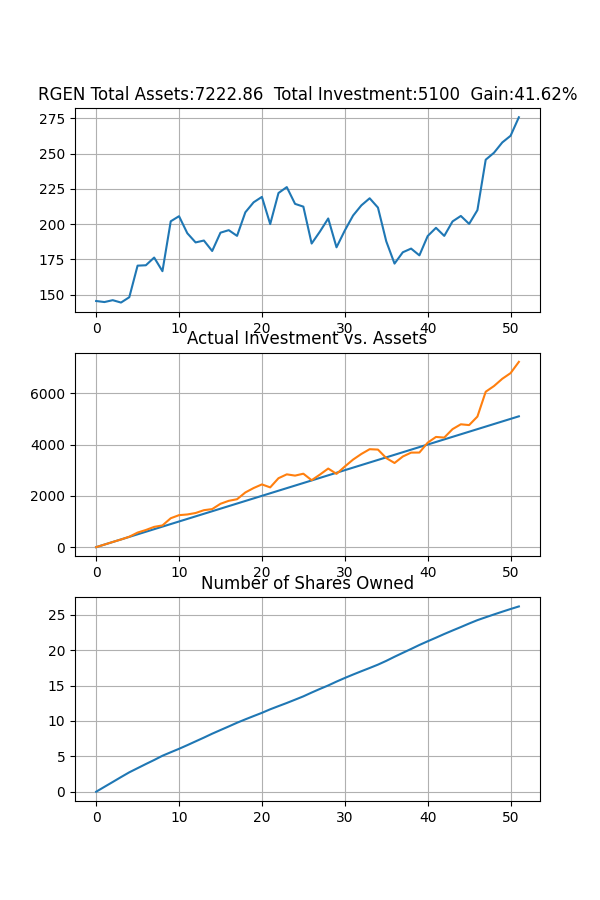 RGEN Total Assets:7222.86  Total Investment:5100  Gain:41.62%
275
250
225
200
175
150
0 10 20 30 40 50
Actual Investment vs. Assets
6000
4000
2000
0
0 10 20 30 40 50
Number of Shares Owned
25
20
15
10
5
0
0 10 20 30 40 50